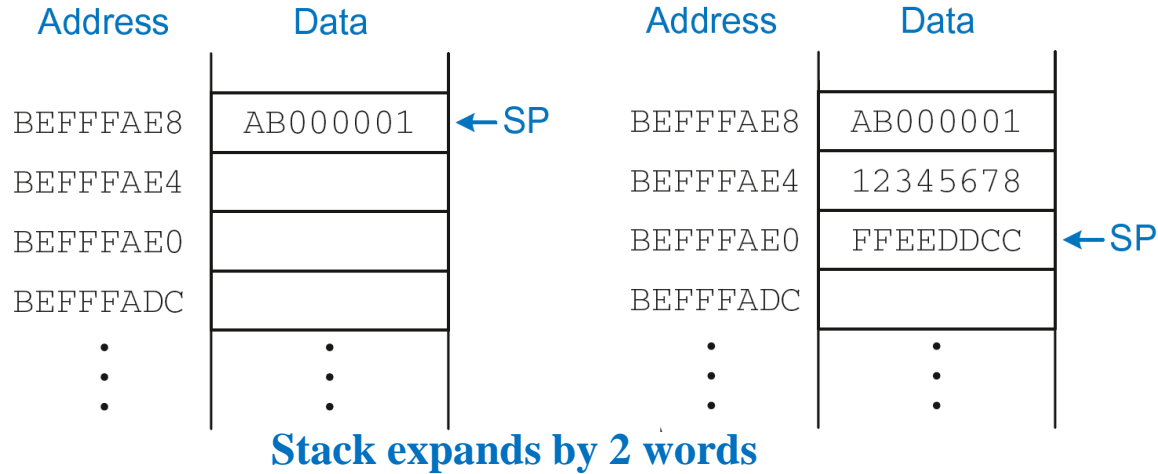 Address Data Address Data
BEFFFAE8 AB000001 SP BEFFFAE8 AB000001
BEFFFAE4 BEFFFAE4 12345678
BEFFFAE0 BEFFFAE0 FFEEDDCC SP
BEFFFADC BEFFFADC
Stack expands by 2 words